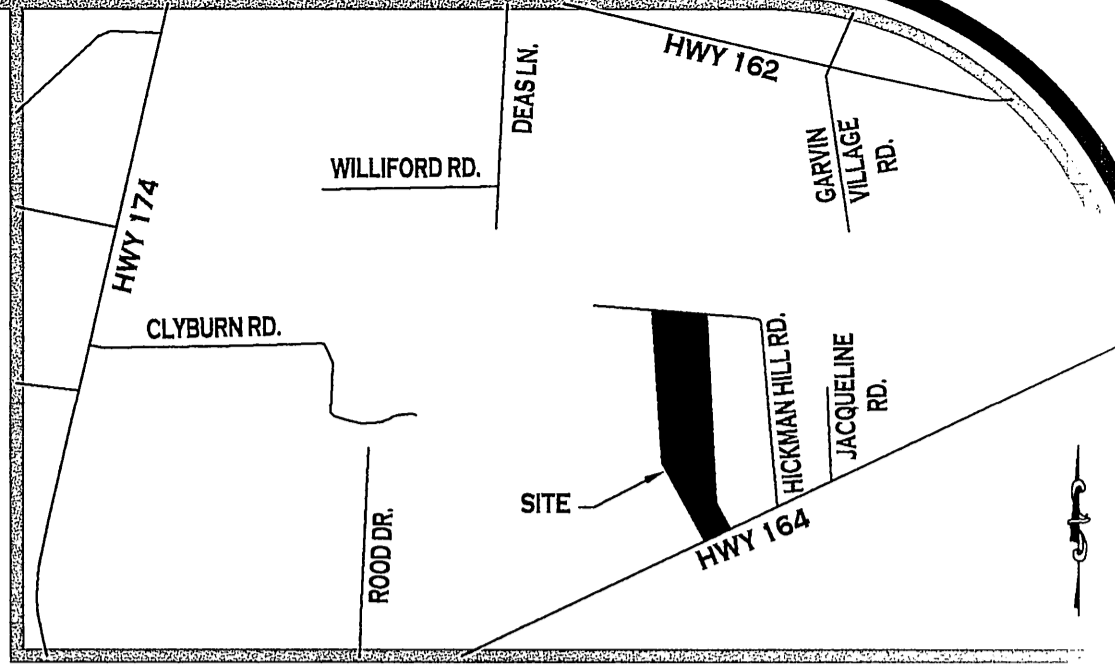 HWY 162
DEAS LN.
WILLIFORD RD.
GARVIN
VILLAGE
RD.
HWY 174
CLYBURN RD.
HICKMAN HILL RD.
JACQUELINE
RD.
SITE
ROOD DR.
HWY 164